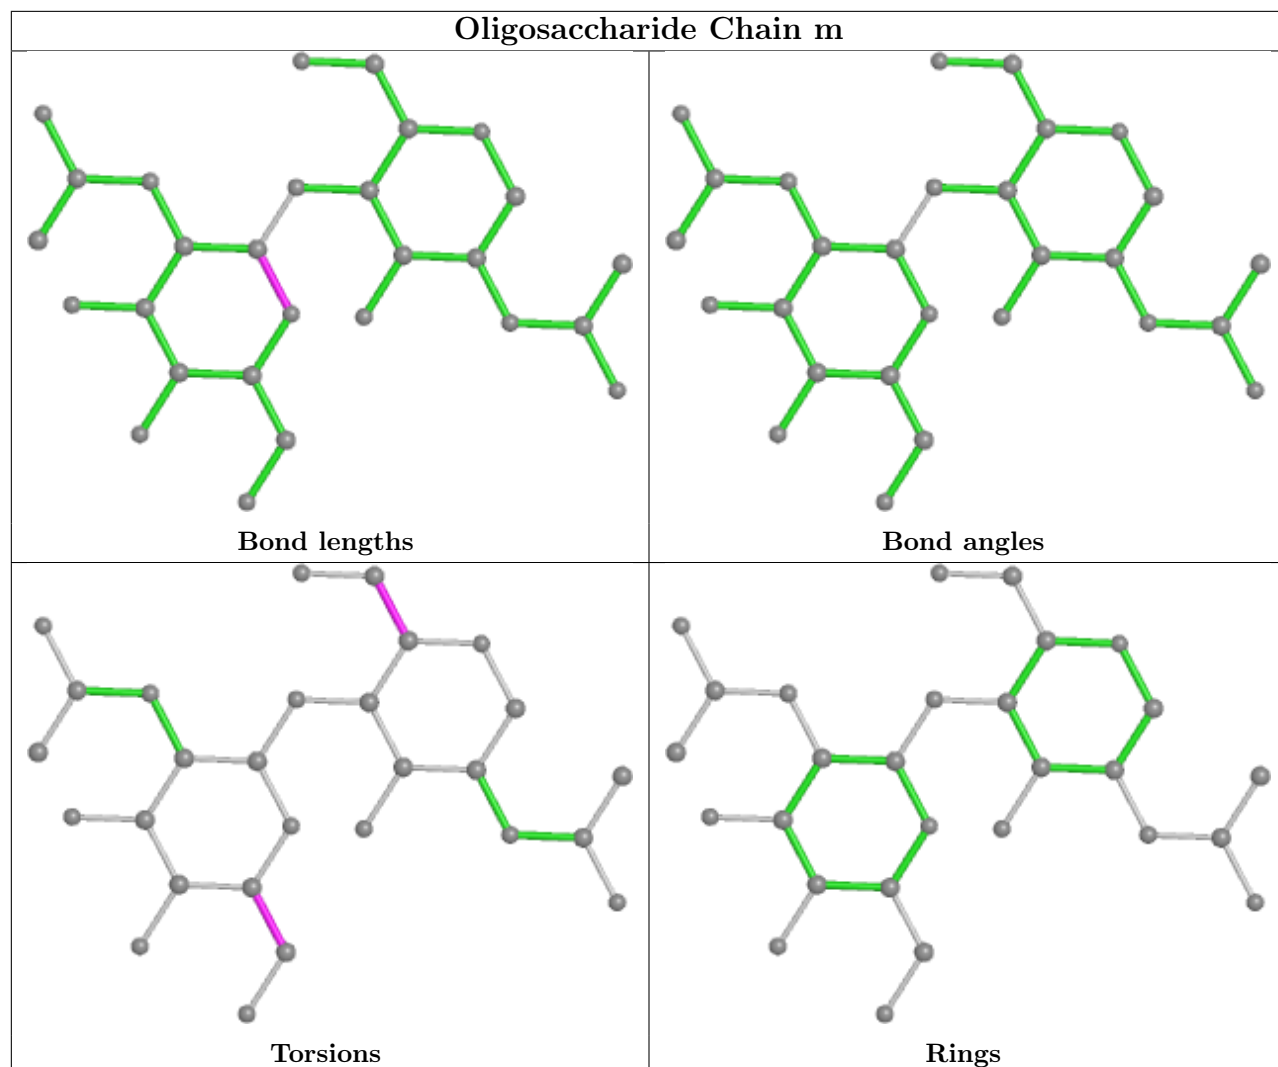 Oligosaccharide Chain m
Bond lengths
Bond angles
Torsions
Rings